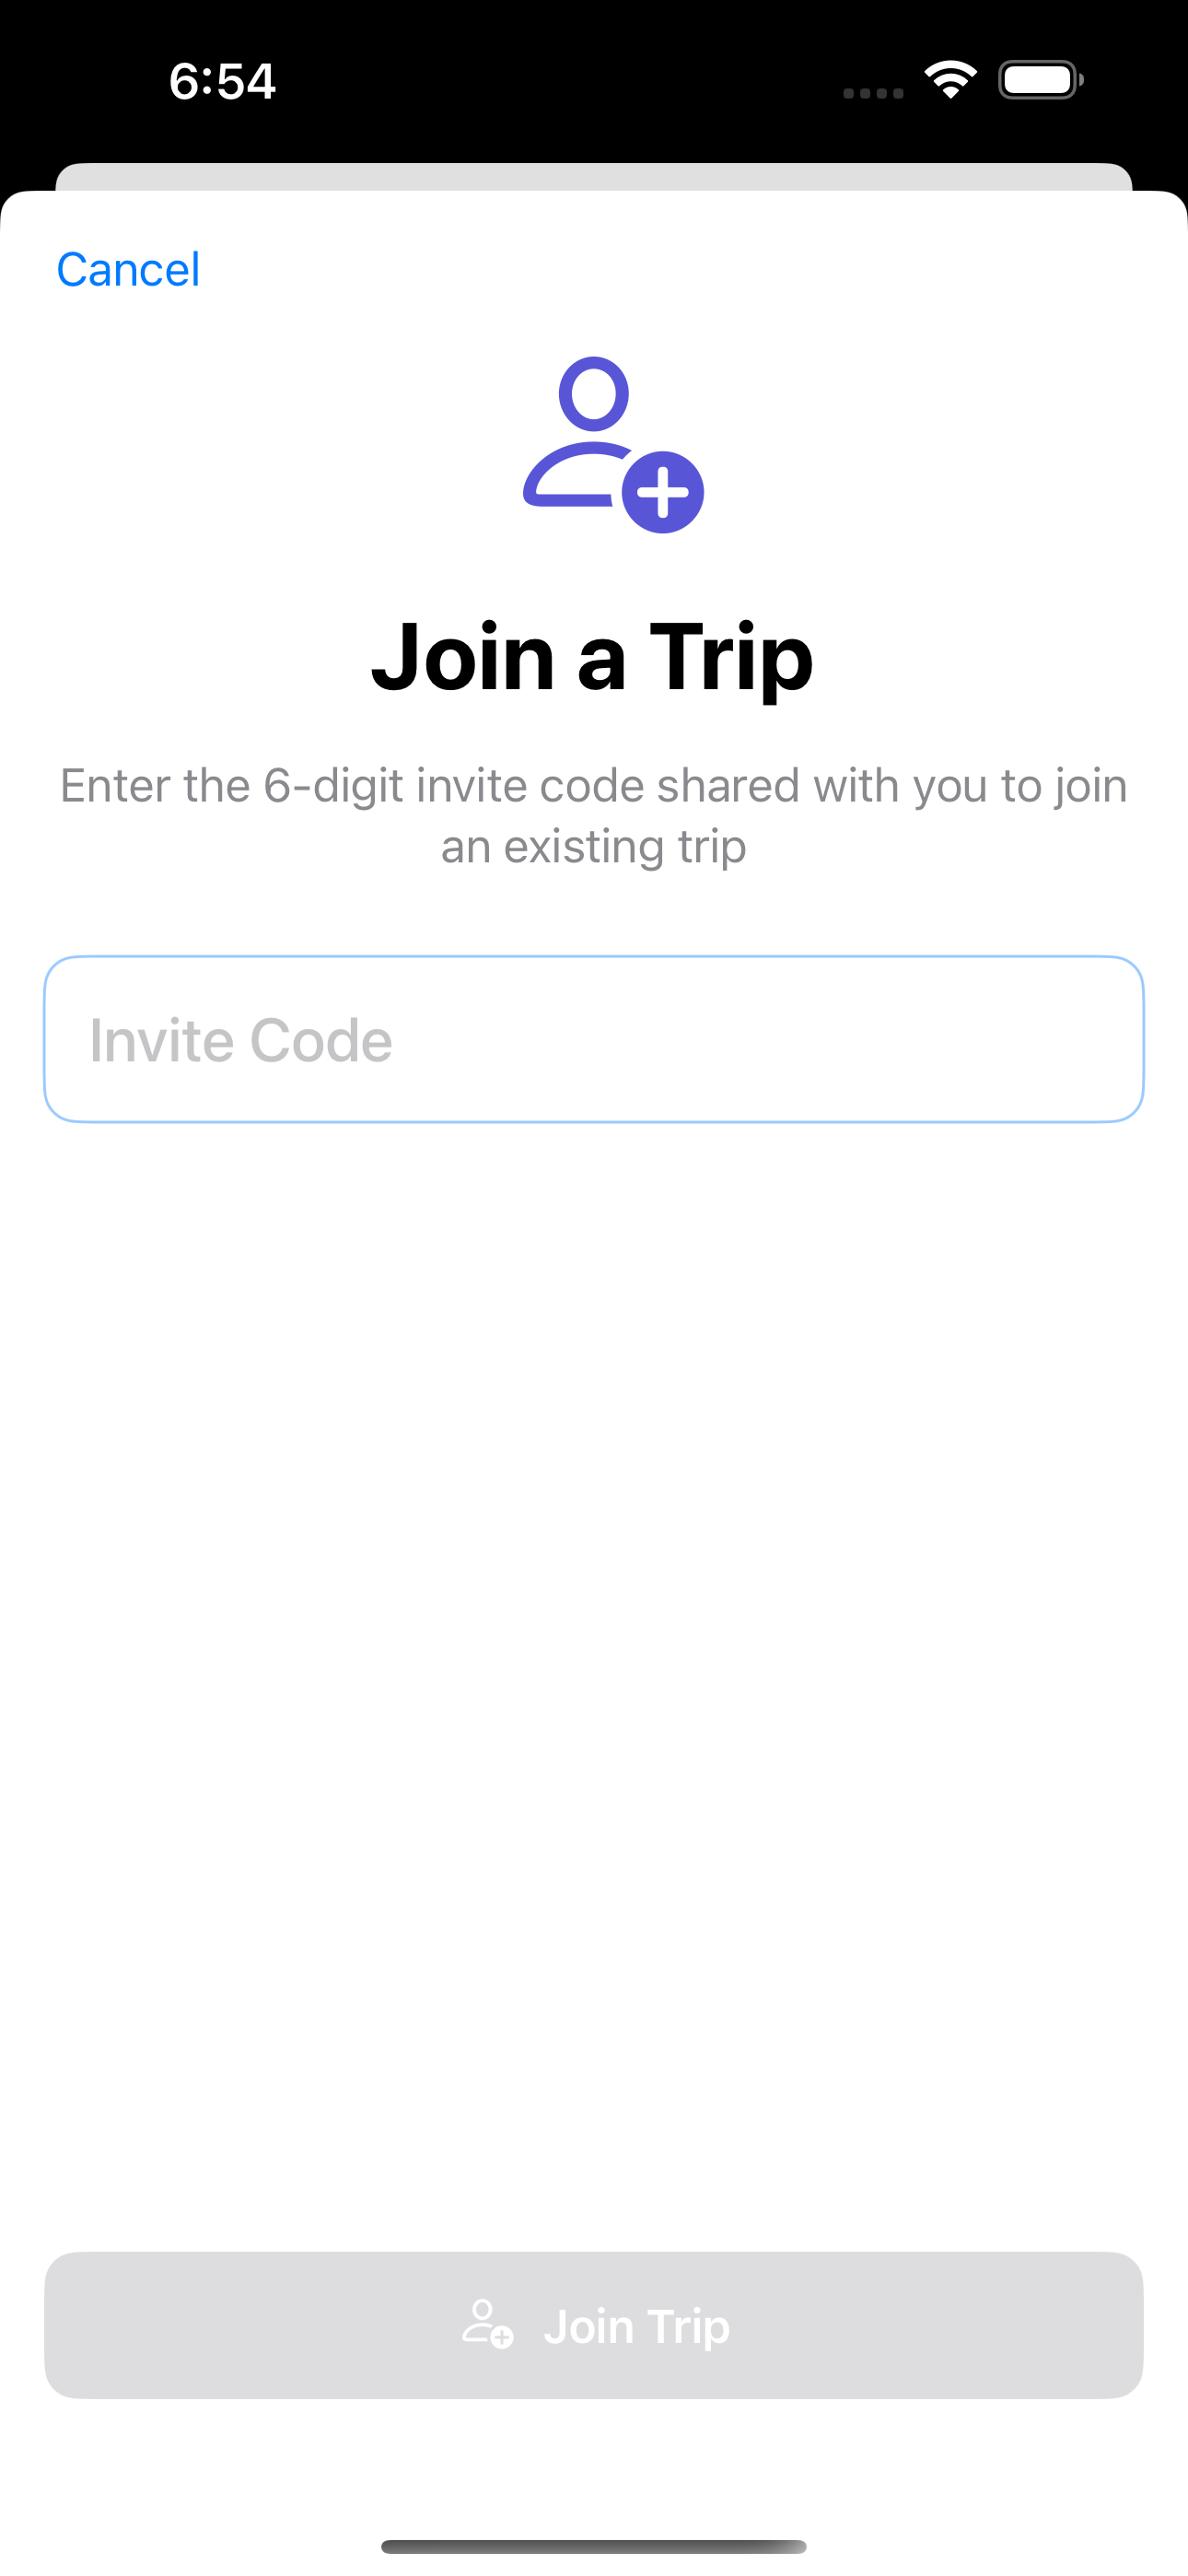 6:54
Cancel
Join a Trip
Enter the 6-digit invite code shared with you to join
an existing trip
Invite Code
Join Trip